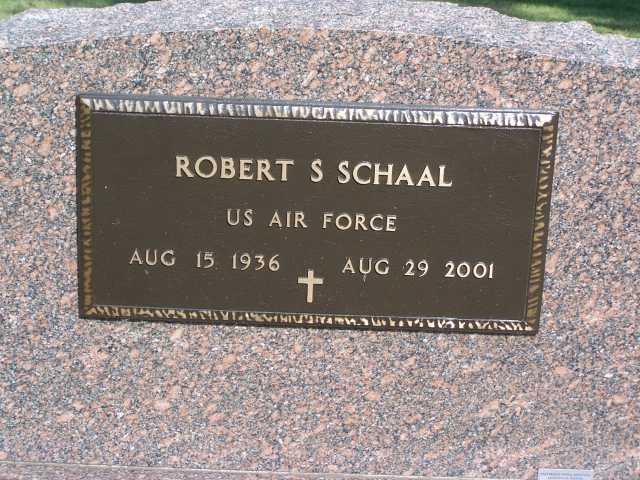 ROBERT S SCHAAL
US AIR FORCE
AUG 15 1936 AUG 29 2001